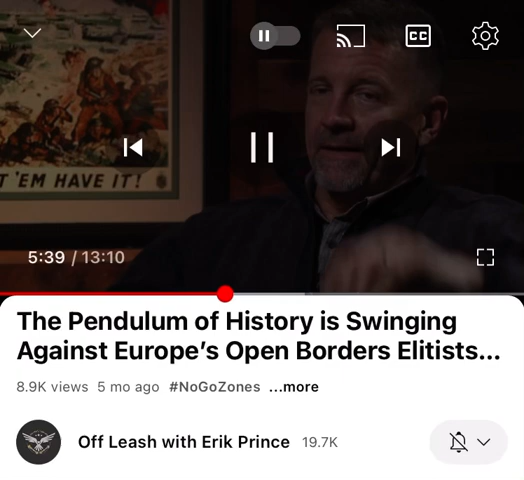 CC
T 'EM HAVE IT!
5:39 / 13:10
The Pendulum of History is Swinging
Against Europe's Open Borders Elitists...
8.9K views 5 mo ago #NoGoZones ...more
Off Leash with Erik Prince 19.7K